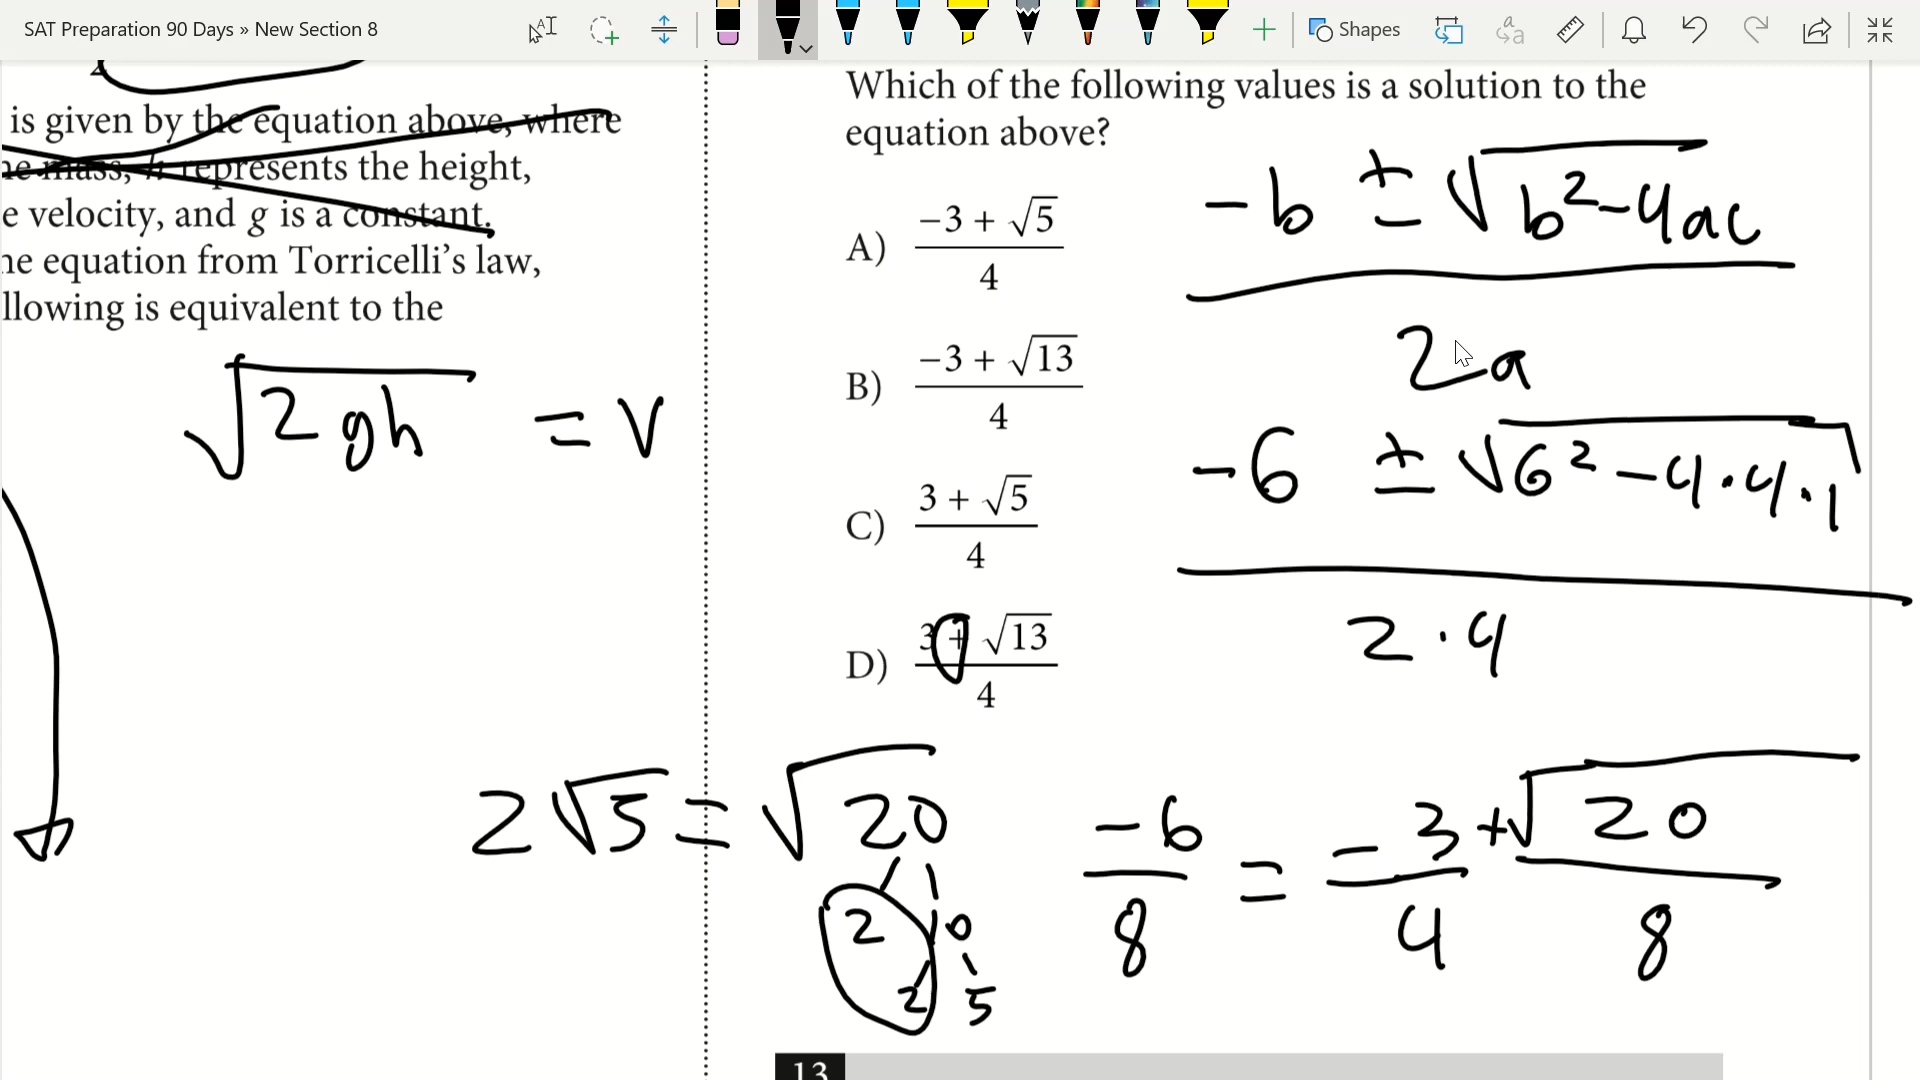 SAT Preparation 90 Days » New Section 8
Shapes
is given by the equation above, where
he mass, h represents the height,
e velocity, and g is a constant.
he equation from Torricelli's law,
llowing is equivalent to the
√2gh = v
Which of the following values is a solution to the
equation above?
A) −3 + √5
4
B) −3 + √13
4
C) 3 + √5
4
D) 3 + √13
4
-b ± √b²-4ac
2a
-6 ± √6²-4·4·1
2·4
2√5 = √20
2 10
2 5
-6 = -3 + √20
8 4 8
13